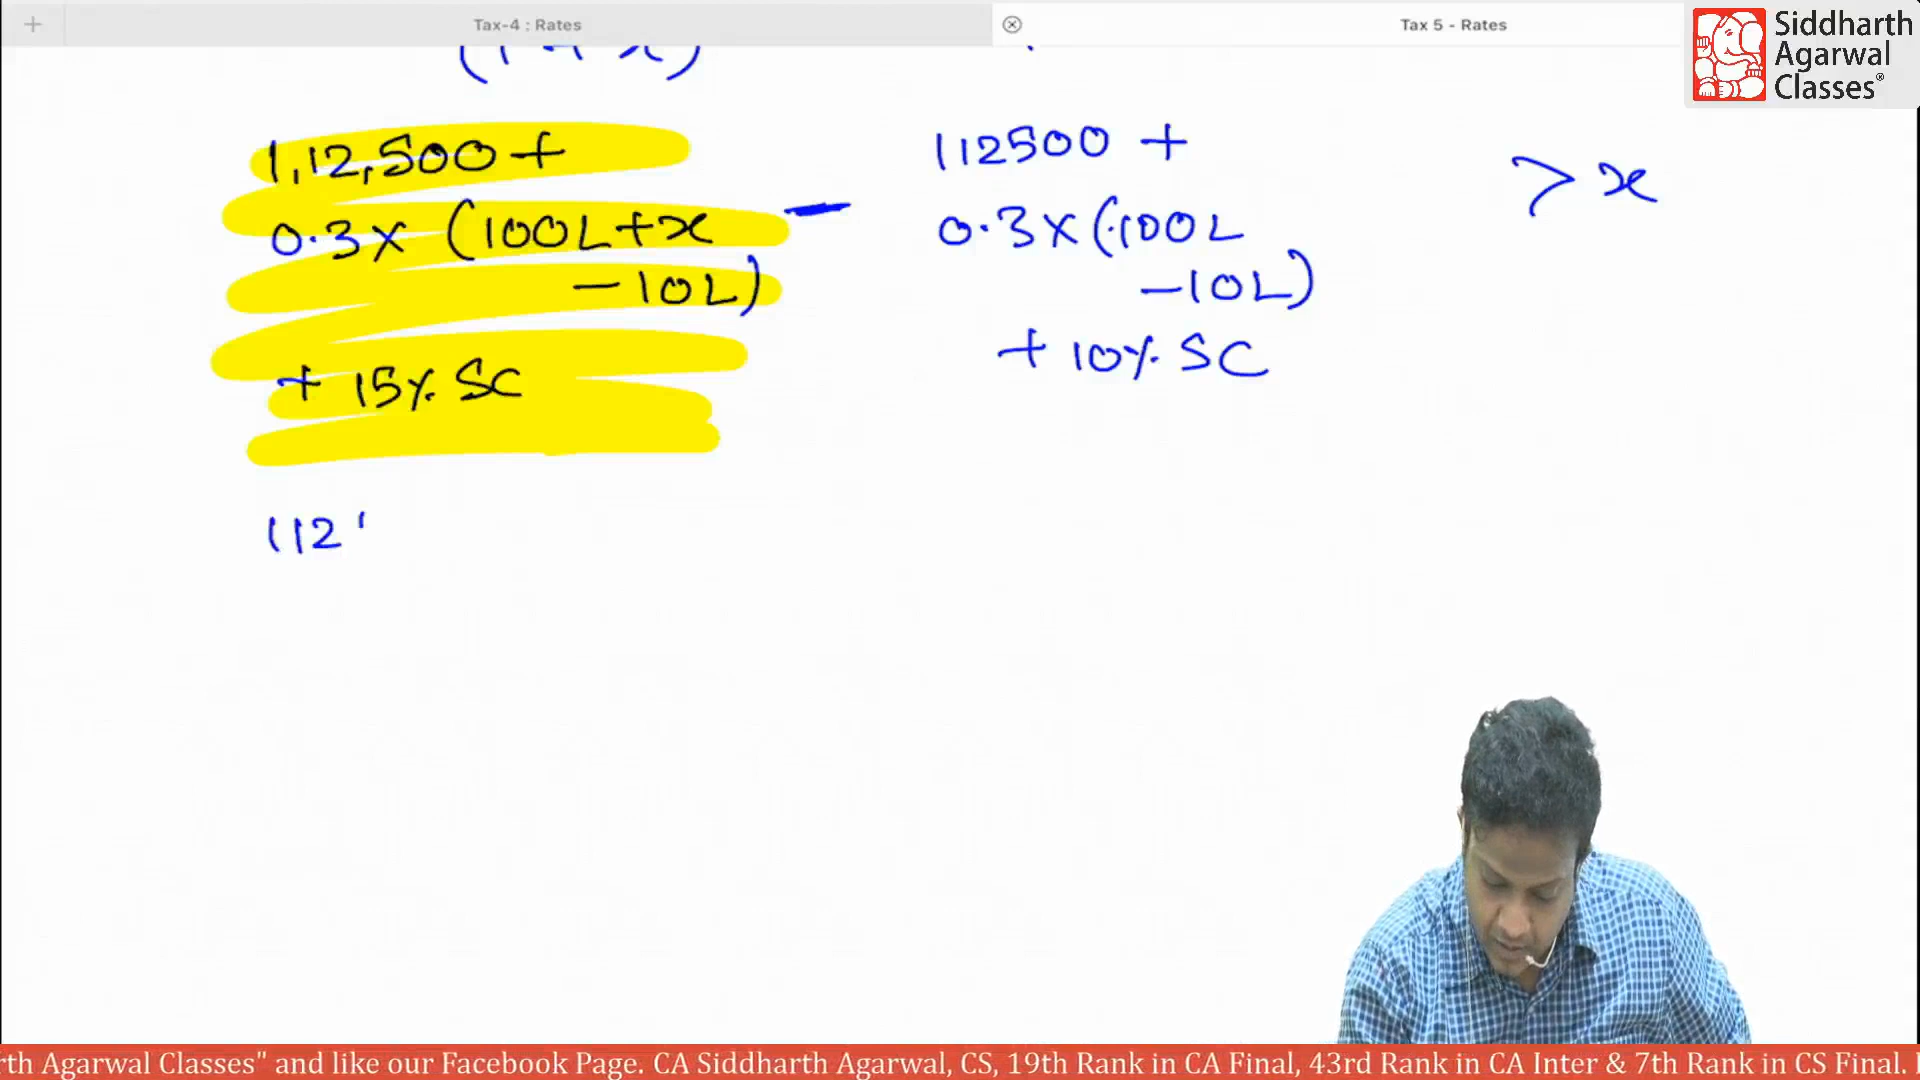 Tax-4 : Rates
Tax 5 - Rates
Siddharth
Agarwal
Classes®
1,12,500 +
0.3 x (100L + x
- 10L)
+ 15% SC
-
112500 +
0.3 x (100L
- 10L)
+ 10% SC
> x
112
rth Agarwal Classes" and like our Facebook Page. CA Siddharth Agarwal, CS, 19th Rank in CA Final, 43rd Rank in CA Inter & 7th Rank in CS Final.